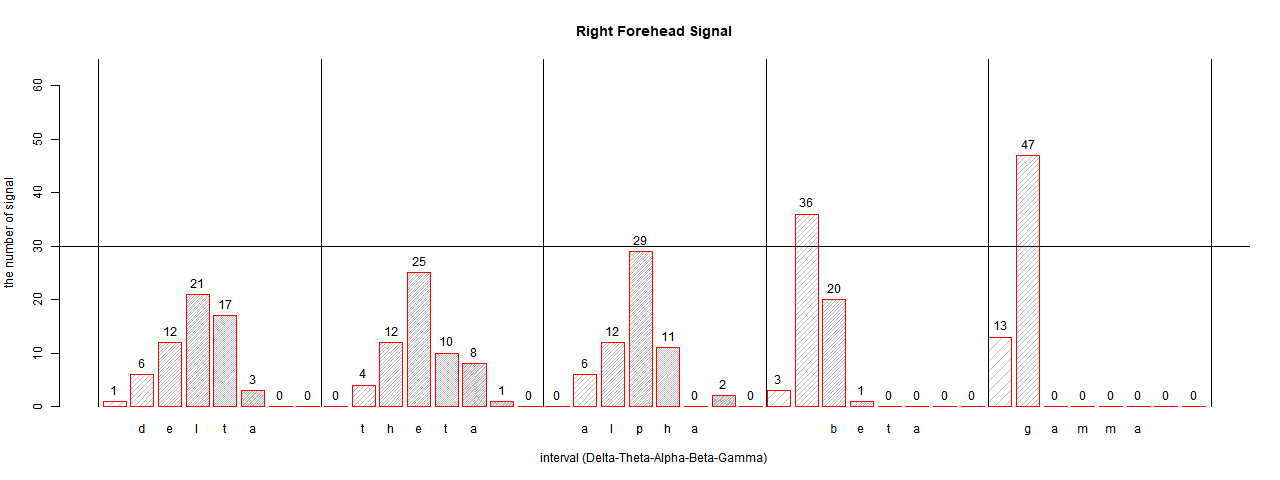 Right Forehead Signal
the number of signal
60
50
40
30
20
10
0
1 6 12 21 17 3 0 0
0 4 12 25 10 8 1 0
0 6 12 29 11 0 2 0
3 36 20 1 0 0 0 0
13 47 0 0 0 0 0 0
d e l t a t h e t a a l p h a b e t a g a m m a
interval (Delta-Theta-Alpha-Beta-Gamma)